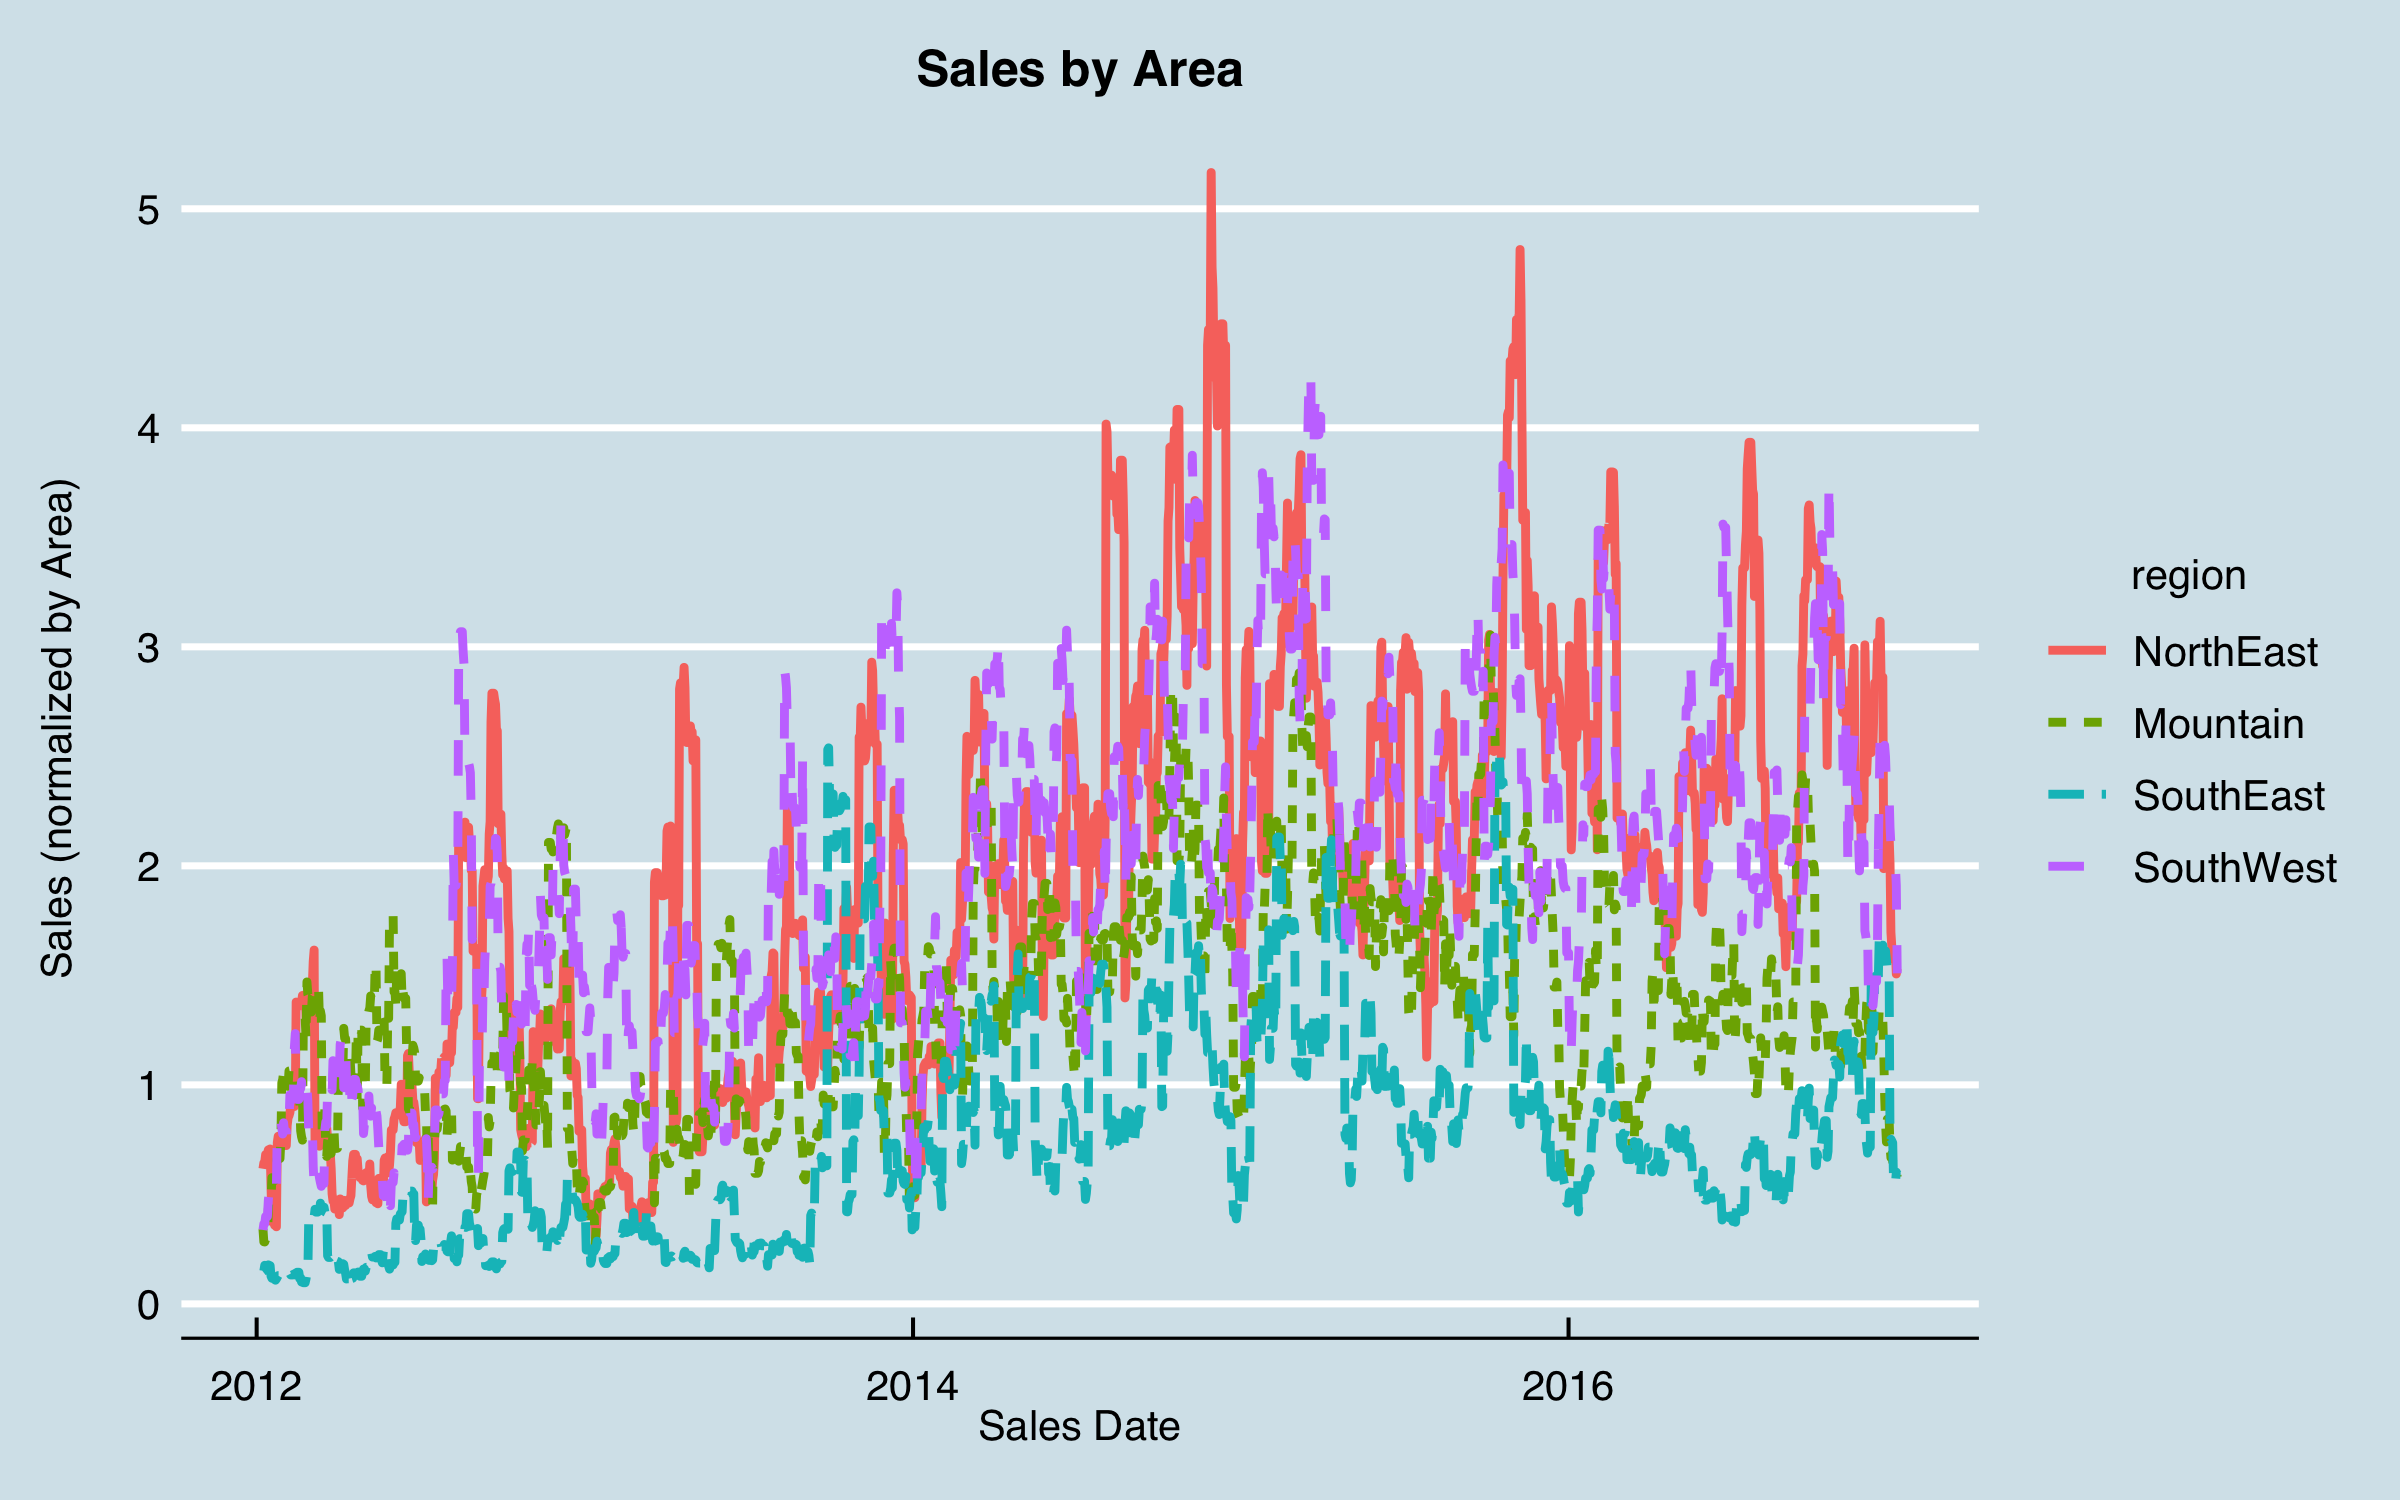 Sales by Area
5
4
3
2
1
0
Sales (normalized by Area)
2012
2014
2016
Sales Date
region
NorthEast
Mountain
SouthEast
SouthWest